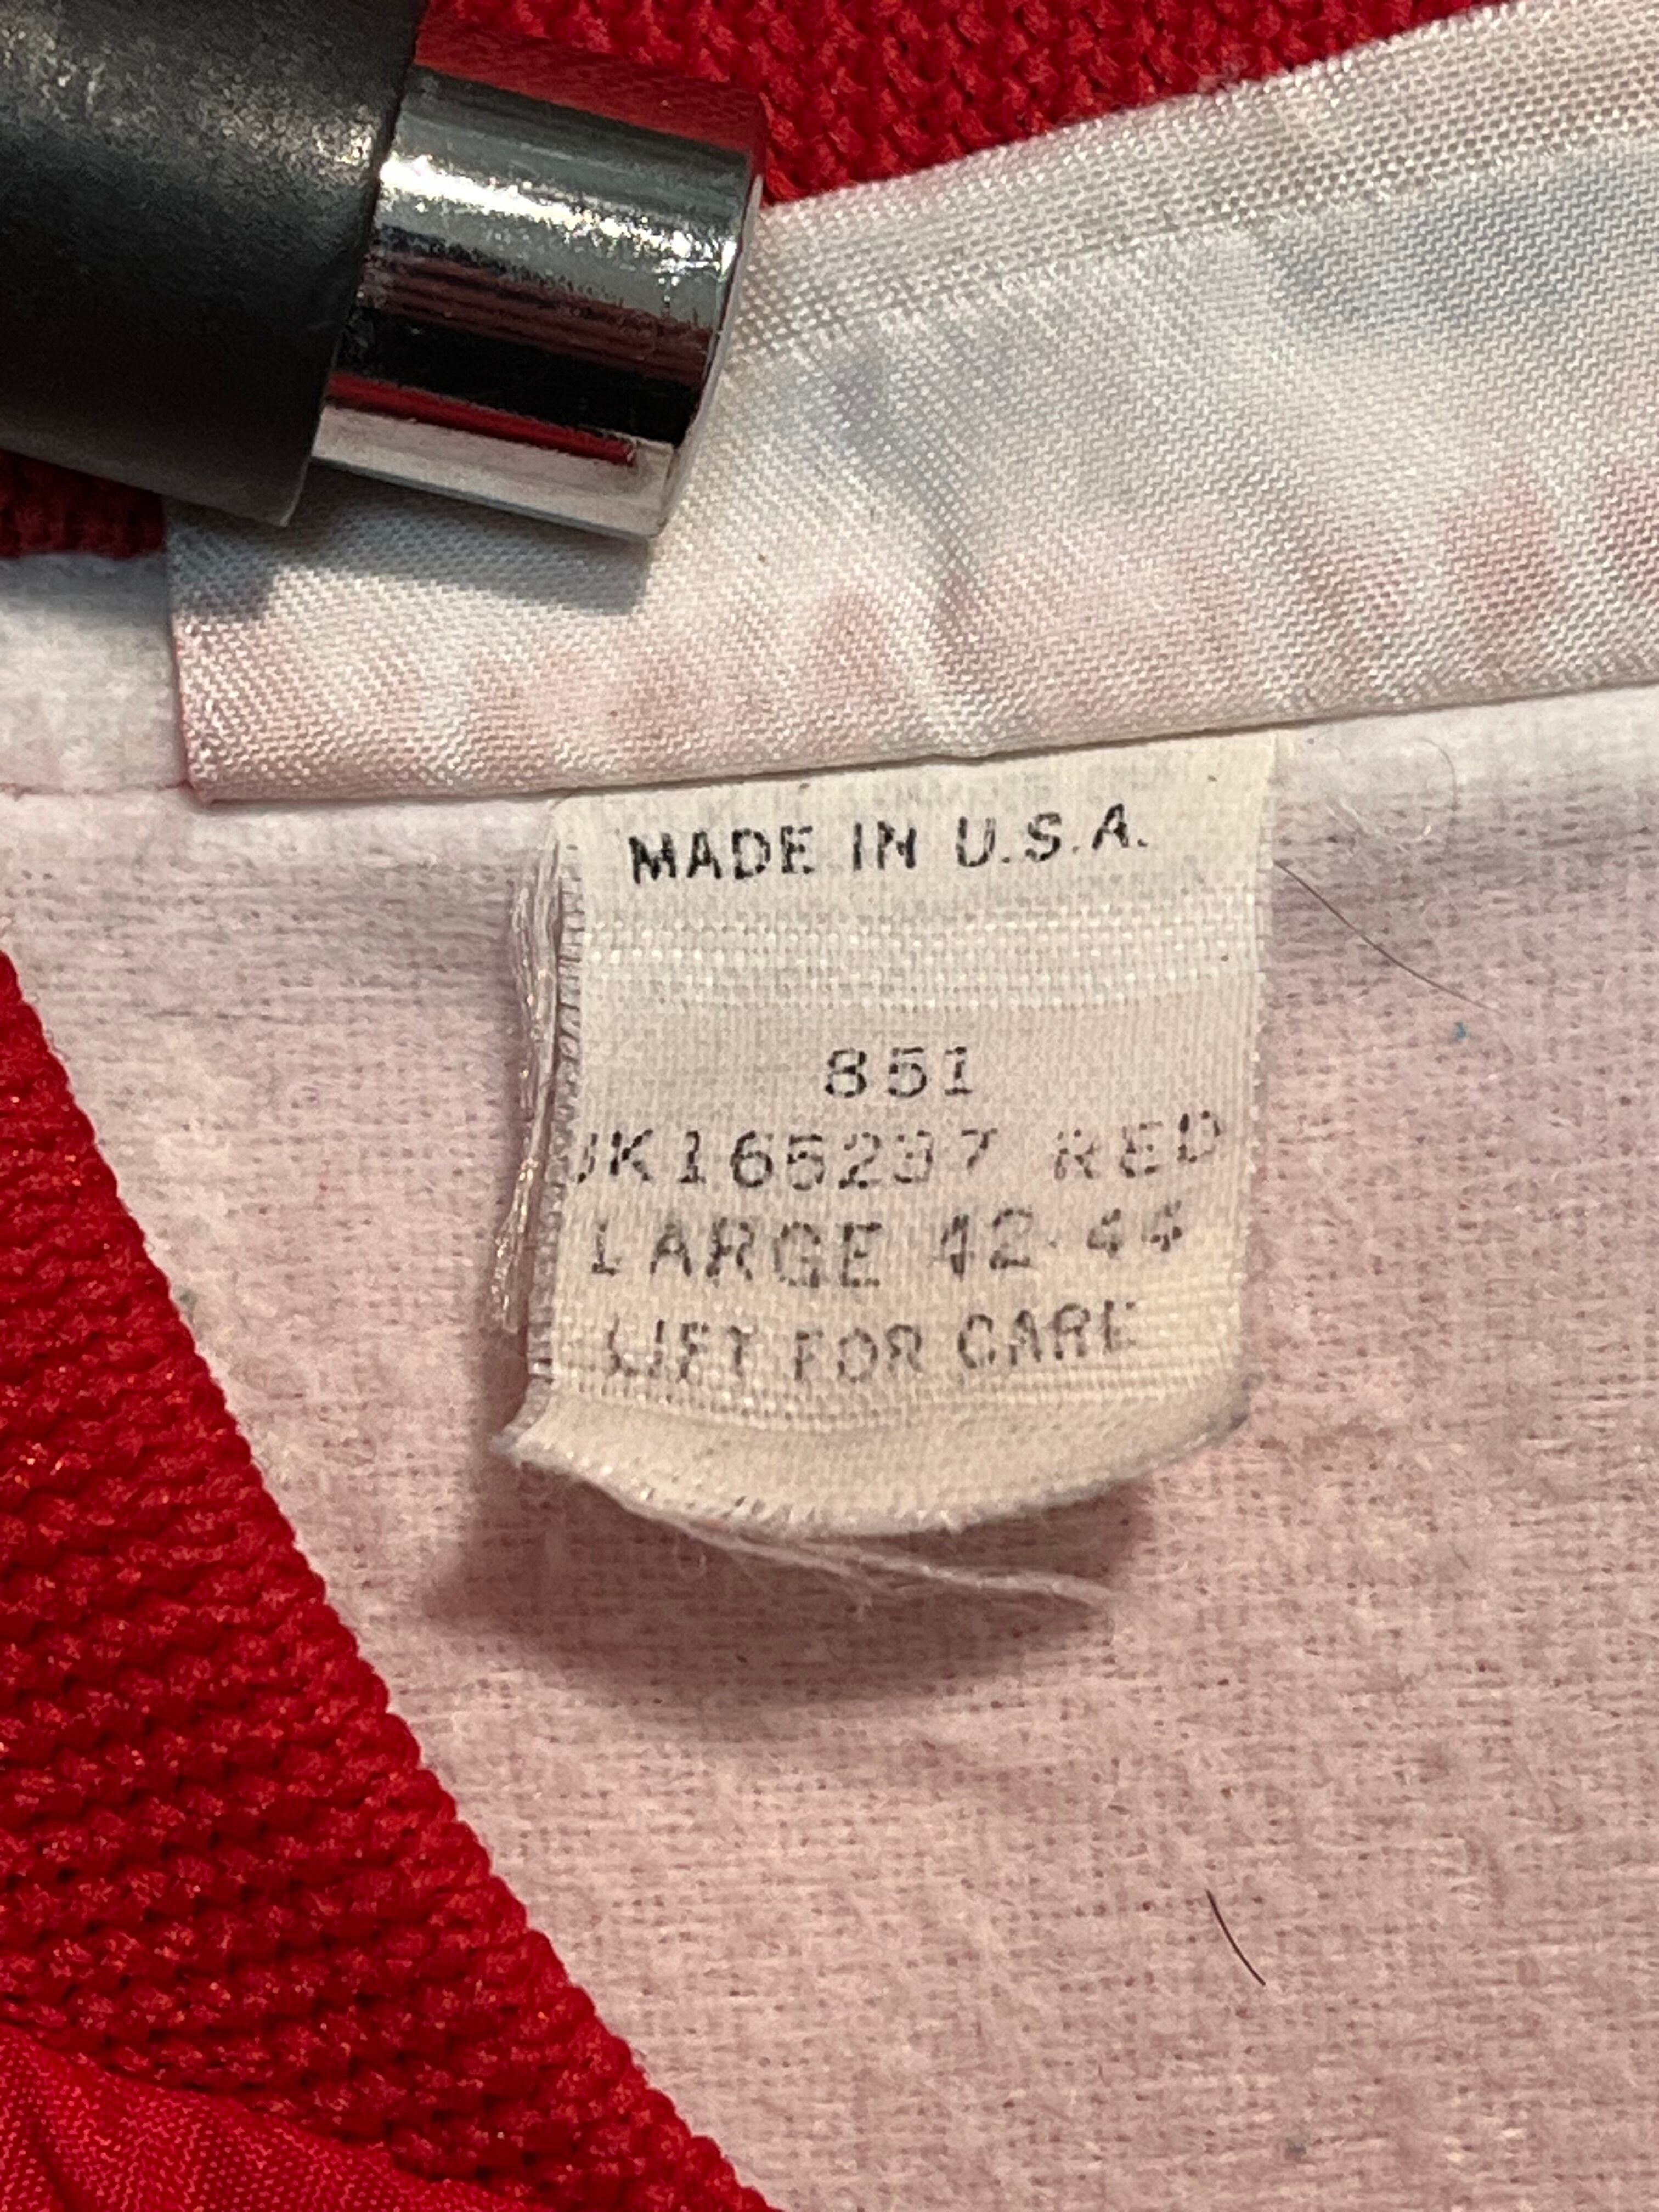 MADE IN U.S.A.
851
JK165237 RED
LARGE 42-44
LIFT FOR CARE